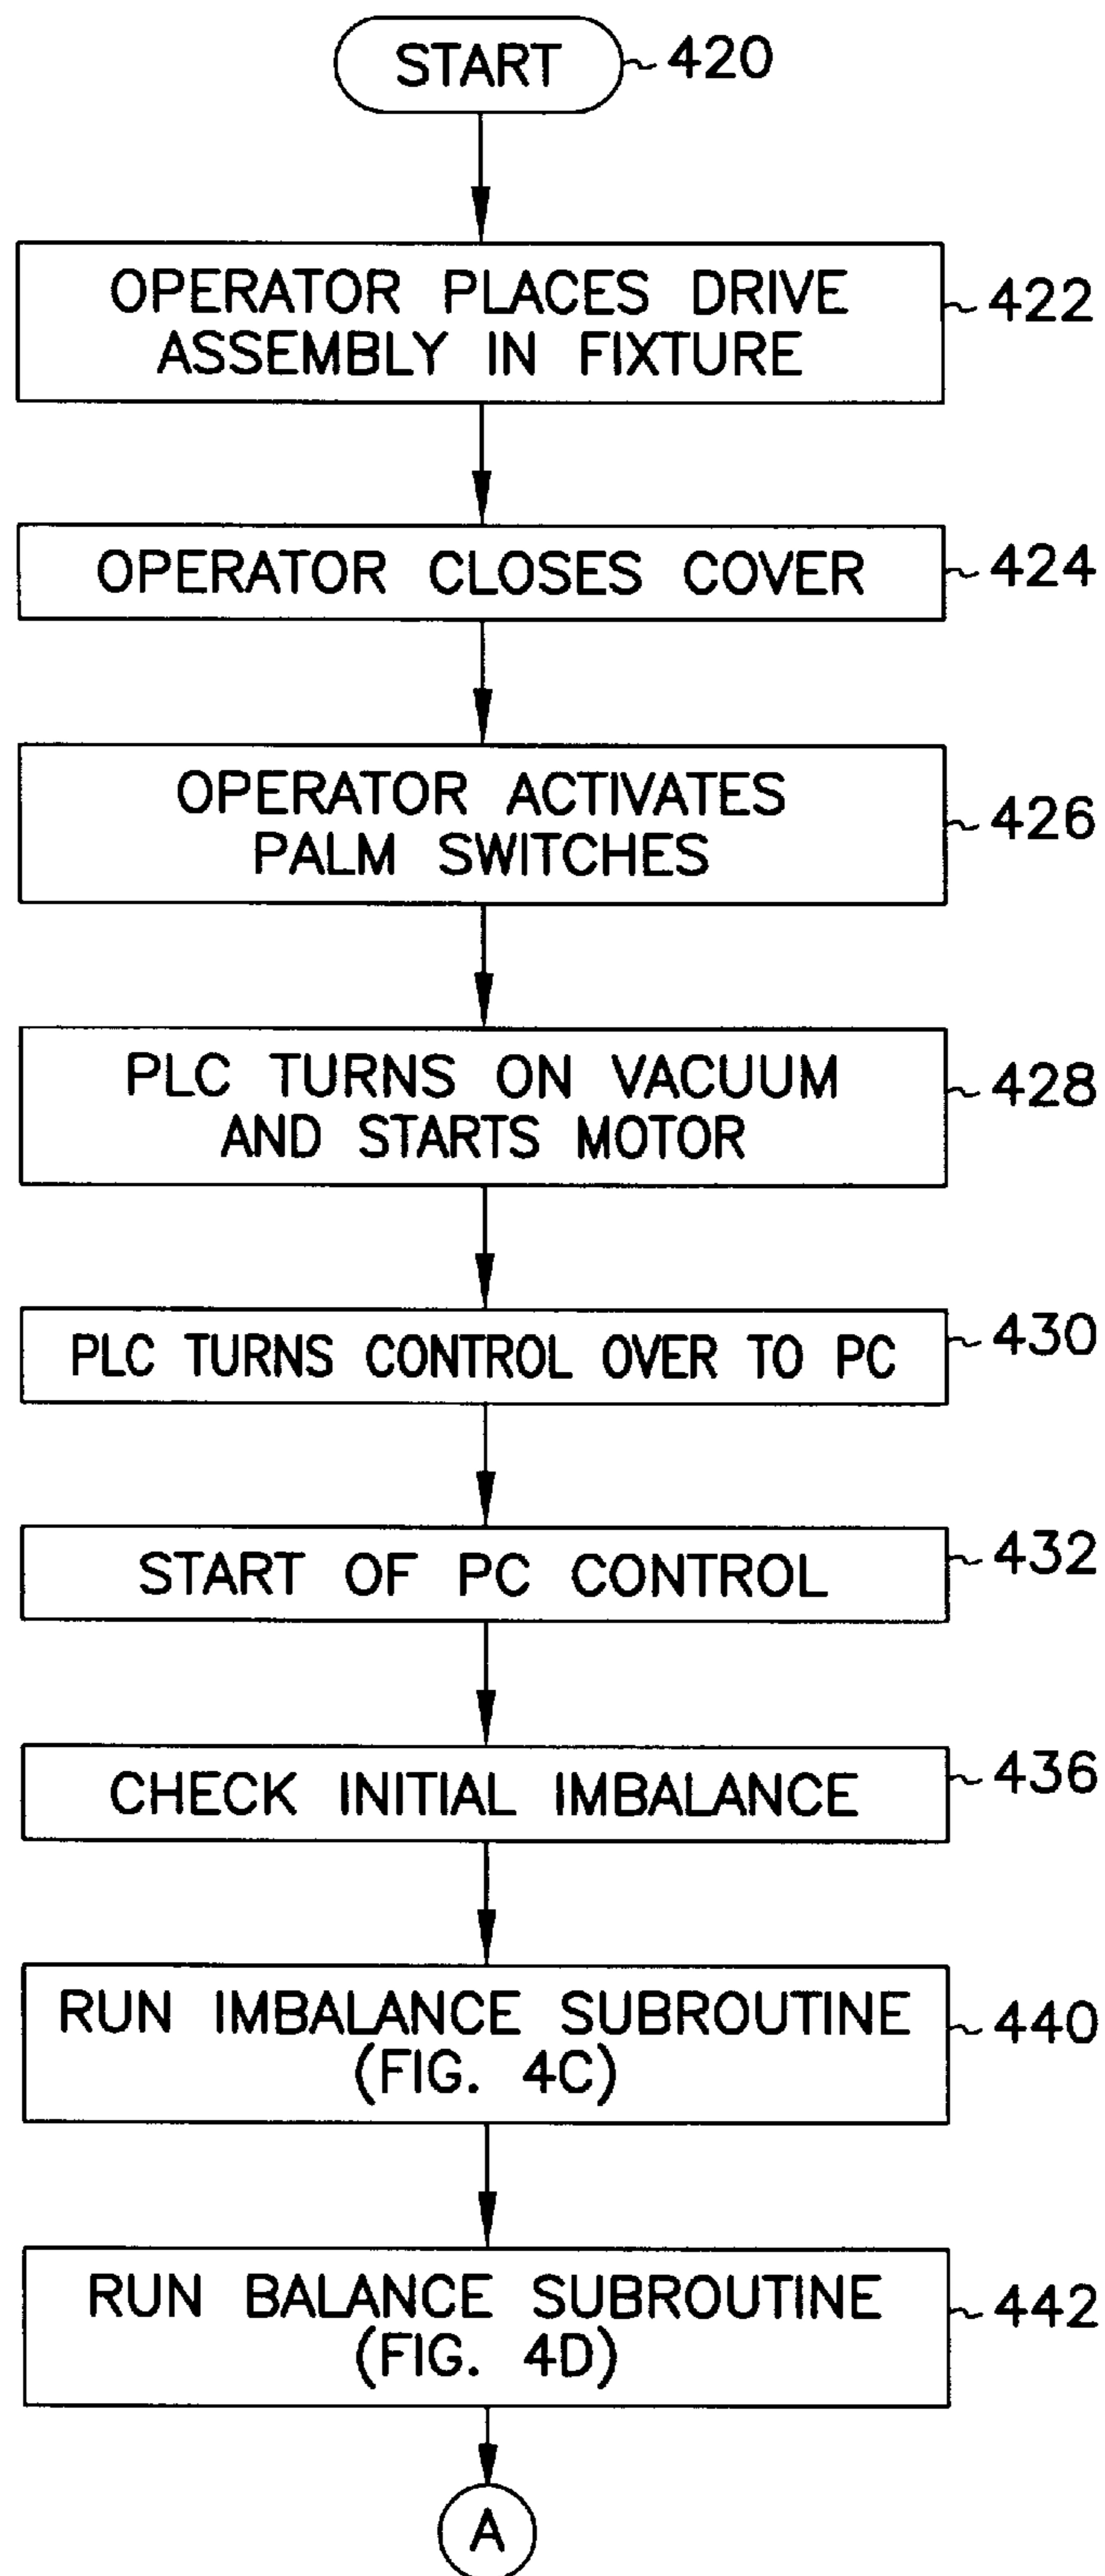 START 420
OPERATOR PLACES DRIVE
ASSEMBLY IN FIXTURE 422
OPERATOR CLOSES COVER 424
OPERATOR ACTIVATES
PALM SWITCHES 426
PLC TURNS ON VACUUM
AND STARTS MOTOR 428
PLC TURNS CONTROL OVER TO PC 430
START OF PC CONTROL 432
CHECK INITIAL IMBALANCE 436
RUN IMBALANCE SUBROUTINE
(FIG. 4C) 440
RUN BALANCE SUBROUTINE
(FIG. 4D) 442
A